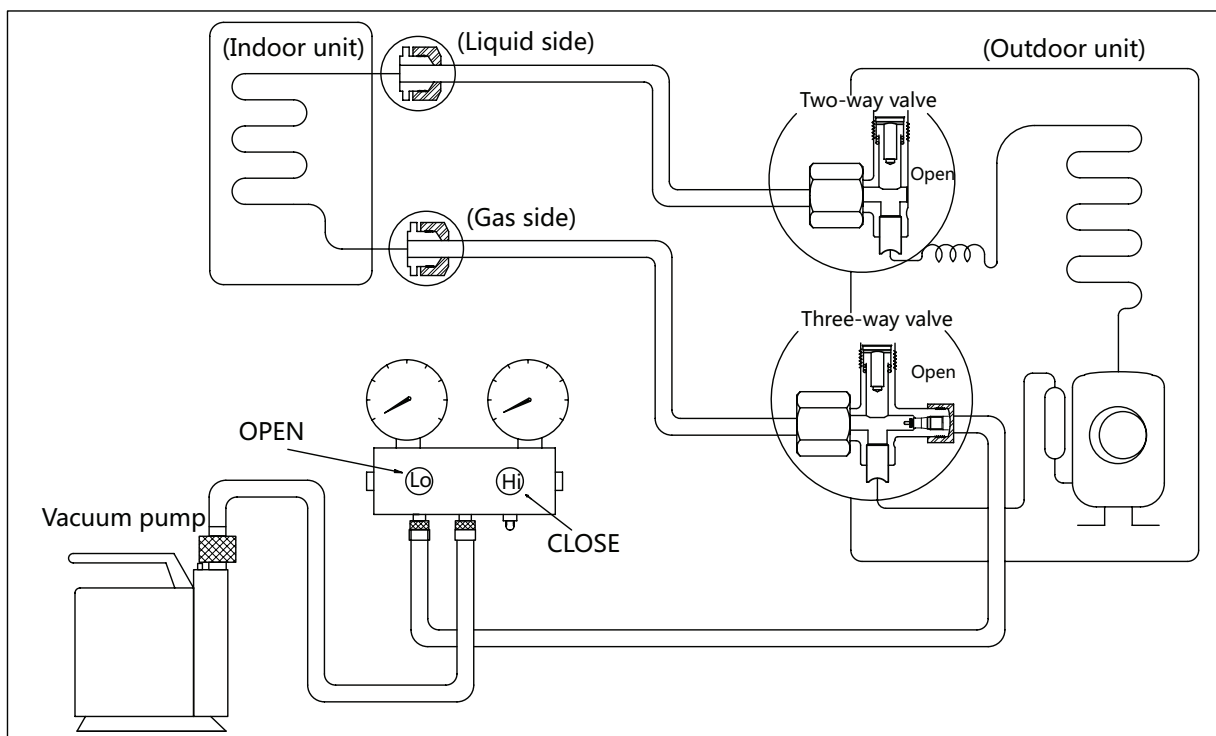 (Indoor unit)
(Liquid side)
(Outdoor unit)
Two-way valve
Open
(Gas side)
Three-way valve
Open
OPEN
Lo
Hi
CLOSE
Vacuum pump